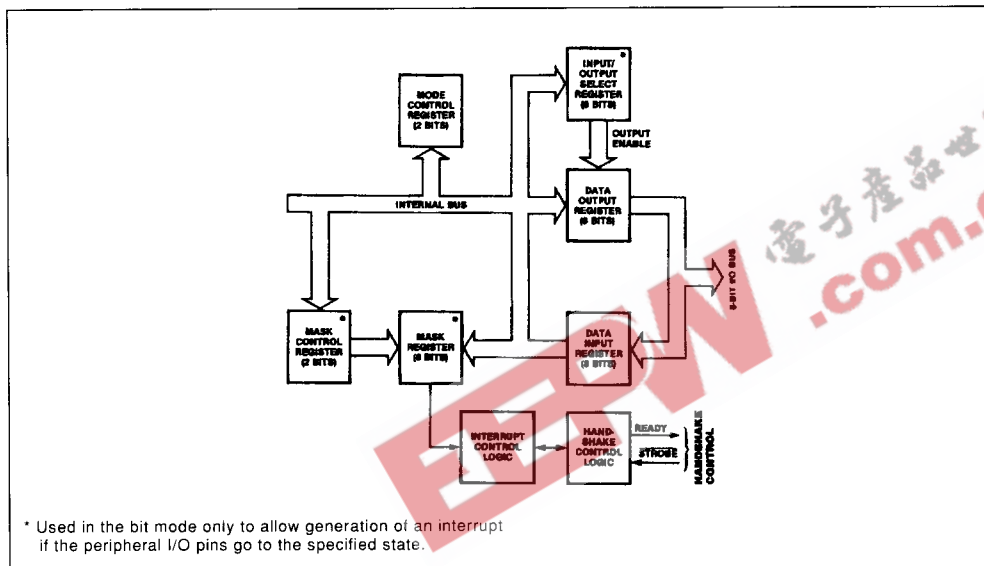 INPUT/
OUTPUT
SELECT
REGISTER
(8 BITS)
*
MODE
CONTROL
REGISTER
(2 BITS)
OUTPUT
ENABLE
INTERNAL BUS
DATA
OUTPUT
REGISTER
(8 BITS)
8-BIT I/O BUS
*
MASK
CONTROL
REGISTER
(2 BITS)
*
MASK
REGISTER
(8 BITS)
DATA
INPUT
REGISTER
(8 BITS)
INTERRUPT
CONTROL
LOGIC
HAND-
SHAKE
CONTROL
LOGIC
READY
STROBE
HANDSHAKE
CONTROL
* Used in the bit mode only to allow generation of an interrupt
if the peripheral I/O pins go to the specified state.
EEPW
電子產品世
.com.c